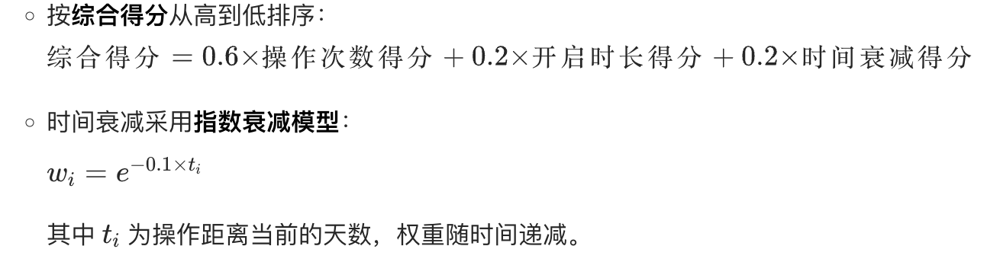 ◦ 按综合得分从高到低排序：
综合得分 = 0.6×操作次数得分 + 0.2×开启时长得分 + 0.2×时间衰减得分
◦ 时间衰减采用指数衰减模型：
wᵢ = e^{-0.1×tᵢ}
其中 tᵢ 为操作距离当前的天数，权重随时间递减。